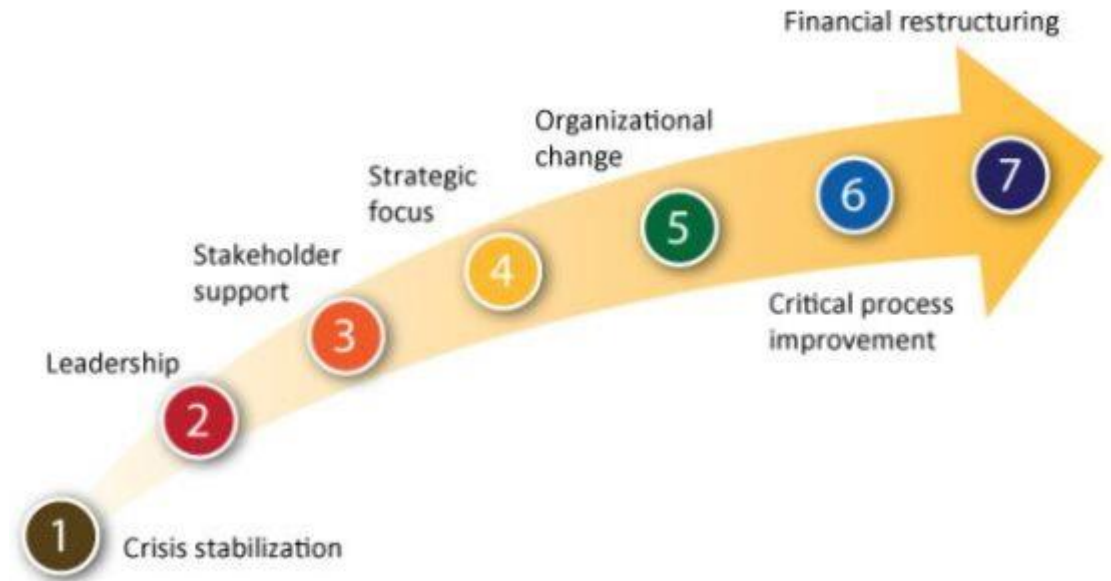 Financial restructuring
Organizational
change
Strategic
focus
Stakeholder
support
Leadership
Critical process
improvement
Crisis stabilization
1
2
3
4
5
6
7